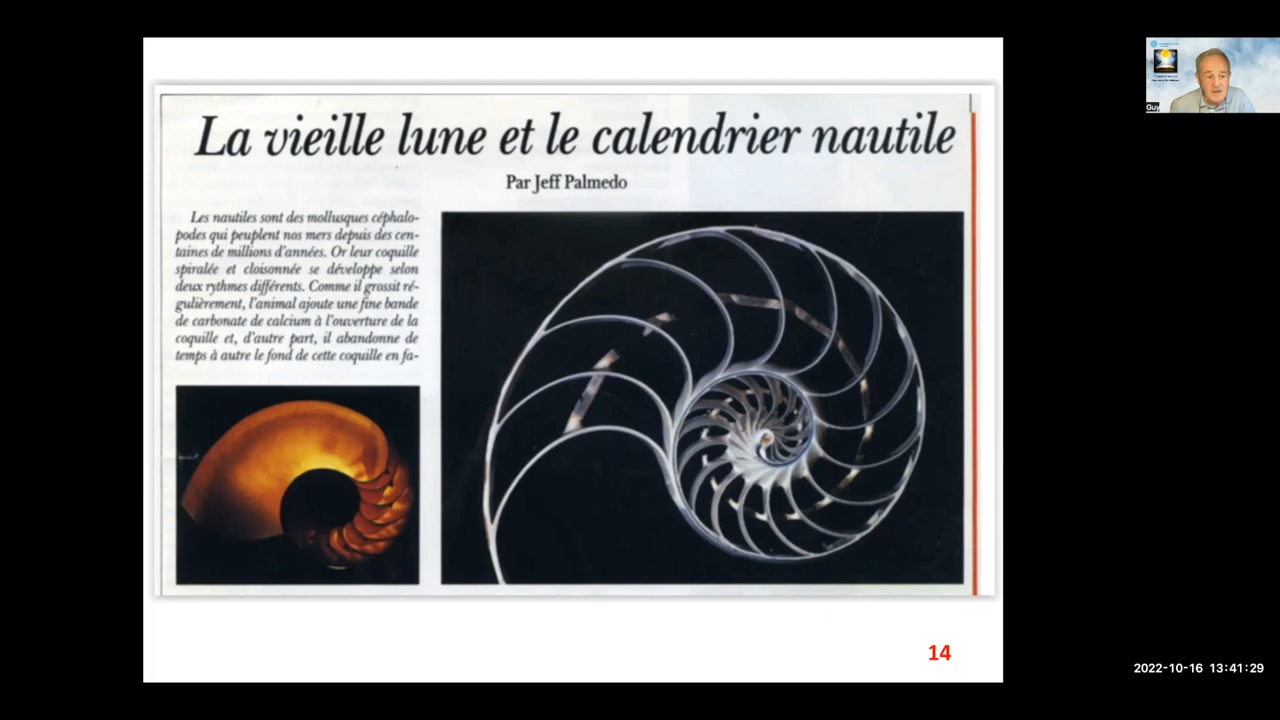 La vieille lune et le calendrier nautile
Par Jeff Palmedo
Les nautiles sont des mollusques céphalo-
podes qui peuplent nos mers depuis des cen-
taines de millions d'années. Or leur coquille
spiralée et cloisonnée se développe selon
deux rythmes différents. Comme il grossit ré-
gulièrement, l'animal ajoute une fine bande
de carbonate de calcium à l'ouverture de la
coquille et, d'autre part, il abandonne de
temps à autre le fond de cette coquille en fa-
14
Guy
2022-10-16 13:41:29